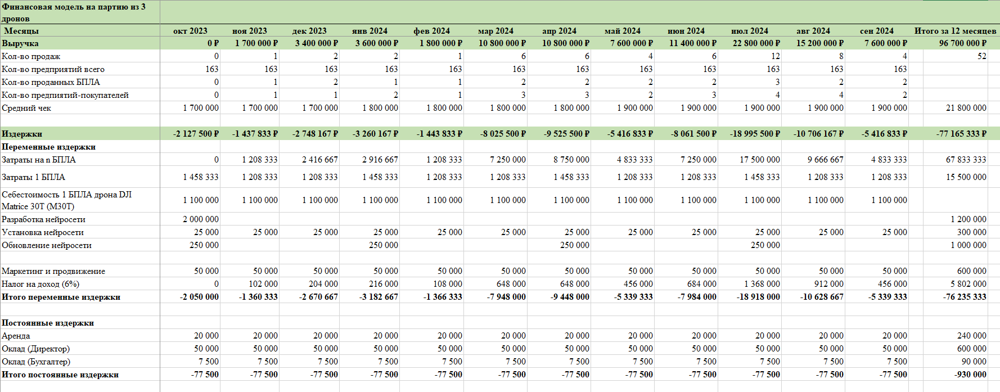 Финансовая модель на партию из 3
дронов
Месяцы окт 2023 ноя 2023 дек 2023 янв 2024 фев 2024 мар 2024 апр 2024 май 2024 июн 2024 июл 2024 авг 2024 сен 2024 Итого за 12 месяцев
Выручка 0 ₽ 1 700 000 ₽ 3 400 000 ₽ 3 600 000 ₽ 1 800 000 ₽ 10 800 000 ₽ 10 800 000 ₽ 7 600 000 ₽ 11 400 000 ₽ 22 800 000 ₽ 15 200 000 ₽ 7 600 000 ₽ 96 700 000 ₽
Кол-во продаж 0 1 2 2 1 6 6 4 6 12 8 4 52
Кол-во предприятий всего 163 163 163 163 163 163 163 163 163 163 163 163
Кол-во проданных БПЛА 0 1 2 1 1 2 2 2 2 3 2 2
Кол-во предпиятий-покупателей 0 1 1 2 1 3 3 2 3 4 4 2
Средний чек 1 700 000 1 700 000 1 700 000 1 800 000 1 800 000 1 800 000 1 800 000 1 900 000 1 900 000 1 900 000 1 900 000 1 900 000 21 800 000
Издержки -2 127 500 ₽ -1 437 833 ₽ -2 748 167 ₽ -3 260 167 ₽ -1 443 833 ₽ -8 025 500 ₽ -9 525 500 ₽ -5 416 833 ₽ -8 061 500 ₽ -18 995 500 ₽ -10 706 167 ₽ -5 416 833 ₽ -77 165 333 ₽
Переменные издержки
Затраты на n БПЛА 0 1 208 333 2 416 667 2 916 667 1 208 333 7 250 000 8 750 000 4 833 333 7 250 000 17 500 000 9 666 667 4 833 333 67 833 333
Затраты 1 БПЛА 1 458 333 1 208 333 1 208 333 1 458 333 1 208 333 1 208 333 1 458 333 1 208 333 1 208 333 1 458 333 1 208 333 1 208 333 15 500 000
Себестоимость 1 БПЛА дрона DJI
Matrice 30T (M30T) 1 100 000 1 100 000 1 100 000 1 100 000 1 100 000 1 100 000 1 100 000 1 100 000 1 100 000 1 100 000 1 100 000 1 100 000
Разработка нейросети 2 000 000 1 200 000
Установка нейросети 25 000 25 000 25 000 25 000 25 000 25 000 25 000 25 000 25 000 25 000 25 000 25 000 300 000
Обновление нейросети 250 000 250 000 250 000 250 000 1 000 000
Маркетинг и продвижение 50 000 50 000 50 000 50 000 50 000 50 000 50 000 50 000 50 000 50 000 50 000 50 000 600 000
Налог на доход (6%) 0 102 000 204 000 216 000 108 000 648 000 648 000 456 000 684 000 1 368 000 912 000 456 000 5 802 000
Итого переменные издержки -2 050 000 -1 360 333 -2 670 667 -3 182 667 -1 366 333 -7 948 000 -9 448 000 -5 339 333 -7 984 000 -18 918 000 -10 628 667 -5 339 333 -76 235 333
Постоянные издержки
Аренда 20 000 20 000 20 000 20 000 20 000 20 000 20 000 20 000 20 000 20 000 20 000 20 000 240 000
Оклад (Директор) 50 000 50 000 50 000 50 000 50 000 50 000 50 000 50 000 50 000 50 000 50 000 50 000 600 000
Оклад (Бухгалтер) 7 500 7 500 7 500 7 500 7 500 7 500 7 500 7 500 7 500 7 500 7 500 7 500 90 000
Итого постоянные издержки -77 500 -77 500 -77 500 -77 500 -77 500 -77 500 -77 500 -77 500 -77 500 -77 500 -77 500 -77 500 -930 000